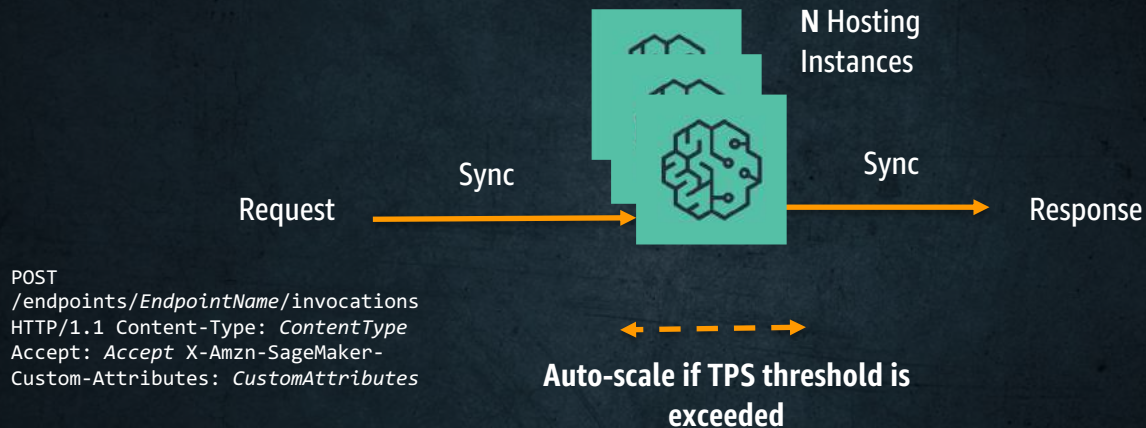 N Hosting
Instances
Sync
Sync
Request
Response
POST
/endpoints/EndpointName/invocations
HTTP/1.1 Content-Type: ContentType
Accept: Accept X-Amzn-SageMaker-
Custom-Attributes: CustomAttributes
Auto-scale if TPS threshold is
exceeded